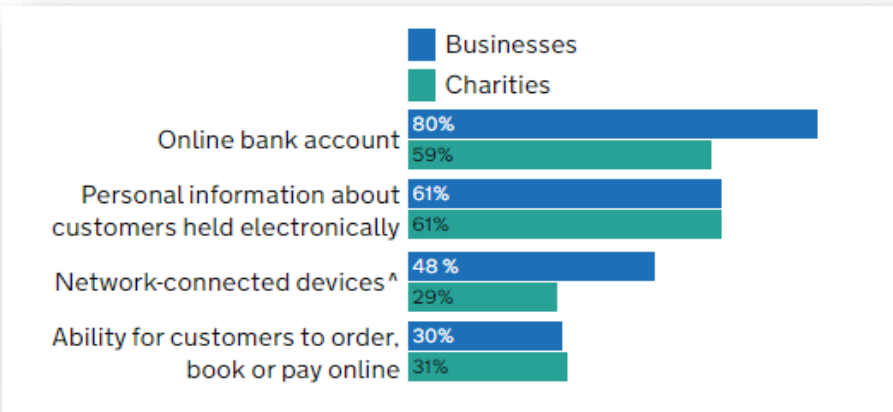 Businesses
Charities
Online bank account
80%
59%
Personal information about
customers held electronically
61%
61%
Network-connected devices^
48 %
29%
Ability for customers to order,
book or pay online
30%
31%